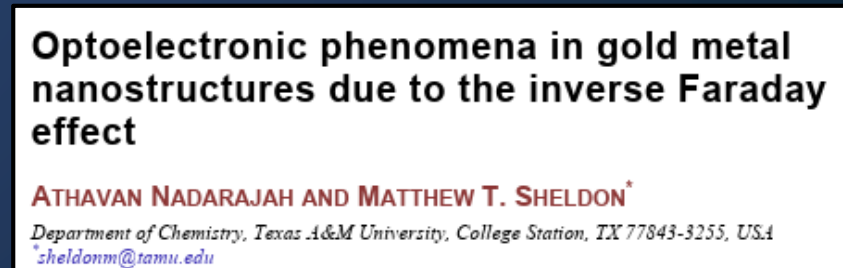 Optoelectronic phenomena in gold metal
nanostructures due to the inverse Faraday
effect
ATHAVAN NADARAJAH AND MATTHEW T. SHELDON*
Department of Chemistry, Texas A&M University, College Station, TX 77843-3255, USA
*sheldonm@tamu.edu